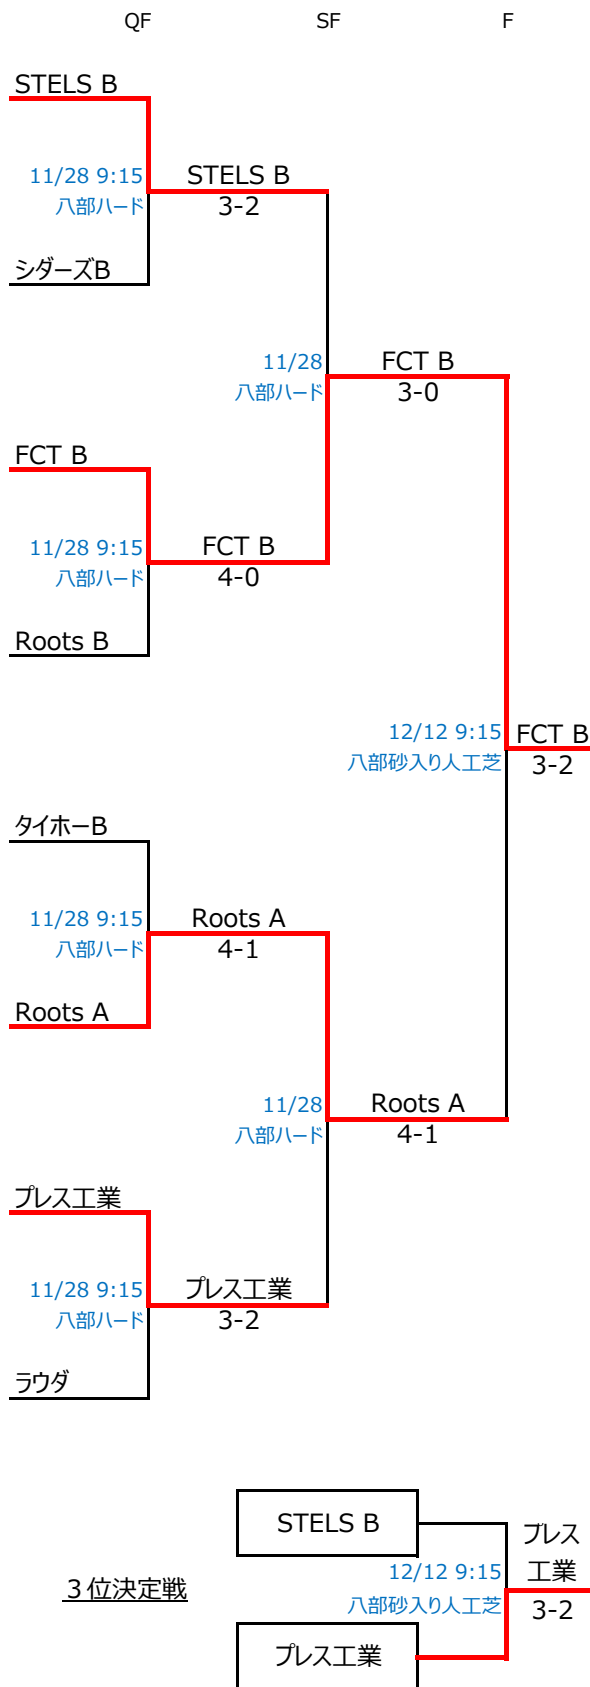 QF SF F
STELS B
11/28 9:15
八部ハード
STELS B
3-2
シダーズB
11/28
八部ハード
FCT B
3-0
FCT B
11/28 9:15
八部ハード
FCT B
4-0
Roots B
12/12 9:15
八部砂入り人工芝
FCT B
3-2
タイホーB
11/28 9:15
八部ハード
Roots A
4-1
Roots A
11/28
八部ハード
Roots A
4-1
プレス工業
11/28 9:15
八部ハード
プレス工業
3-2
ラウダ
STELS B
プレス
工業
12/12 9:15
３位決定戦
八部砂入り人工芝
3-2
プレス工業